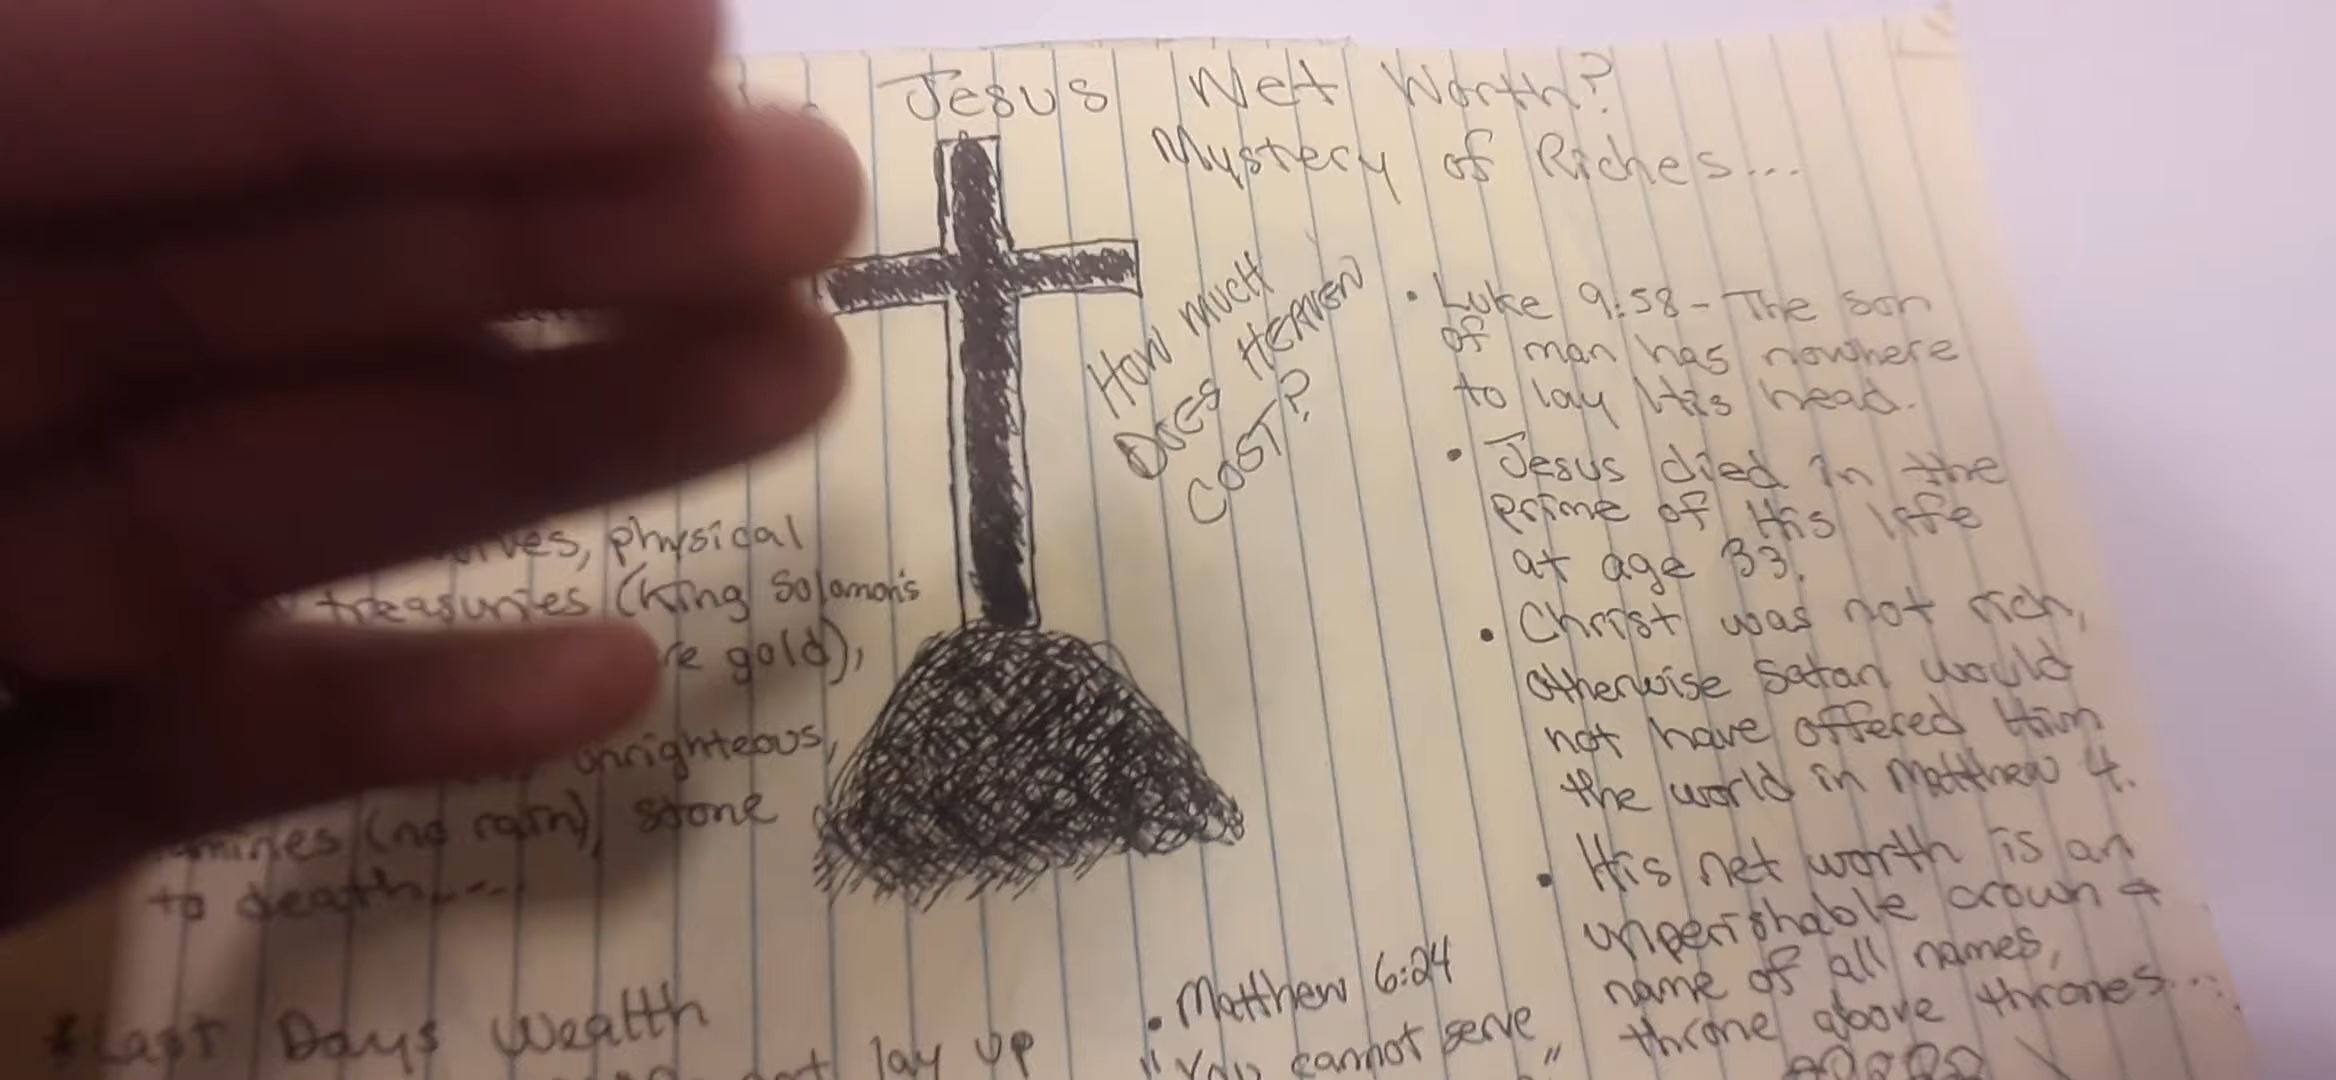 Jesus Net Worth?
Mystery of Riches...
HOW MUCH
DOES HEAVEN
COST?
• Luke 9:58 - The son
of man has nowhere
to lay His head.
• Jesus died in the
prime of His life
at age 33.
• Christ was not rich,
otherwise Satan would
not have offered Him
the world in Matthew 4.
• His net worth is an
unperishable crown &
name of all names,
throne above thrones...
physical
treasuries (King Solomon's
gold),
unrighteous,
(no rain), stone
to death....
* Last Days Wealth
lay up
• Matthew 6:24
"You cannot serve"